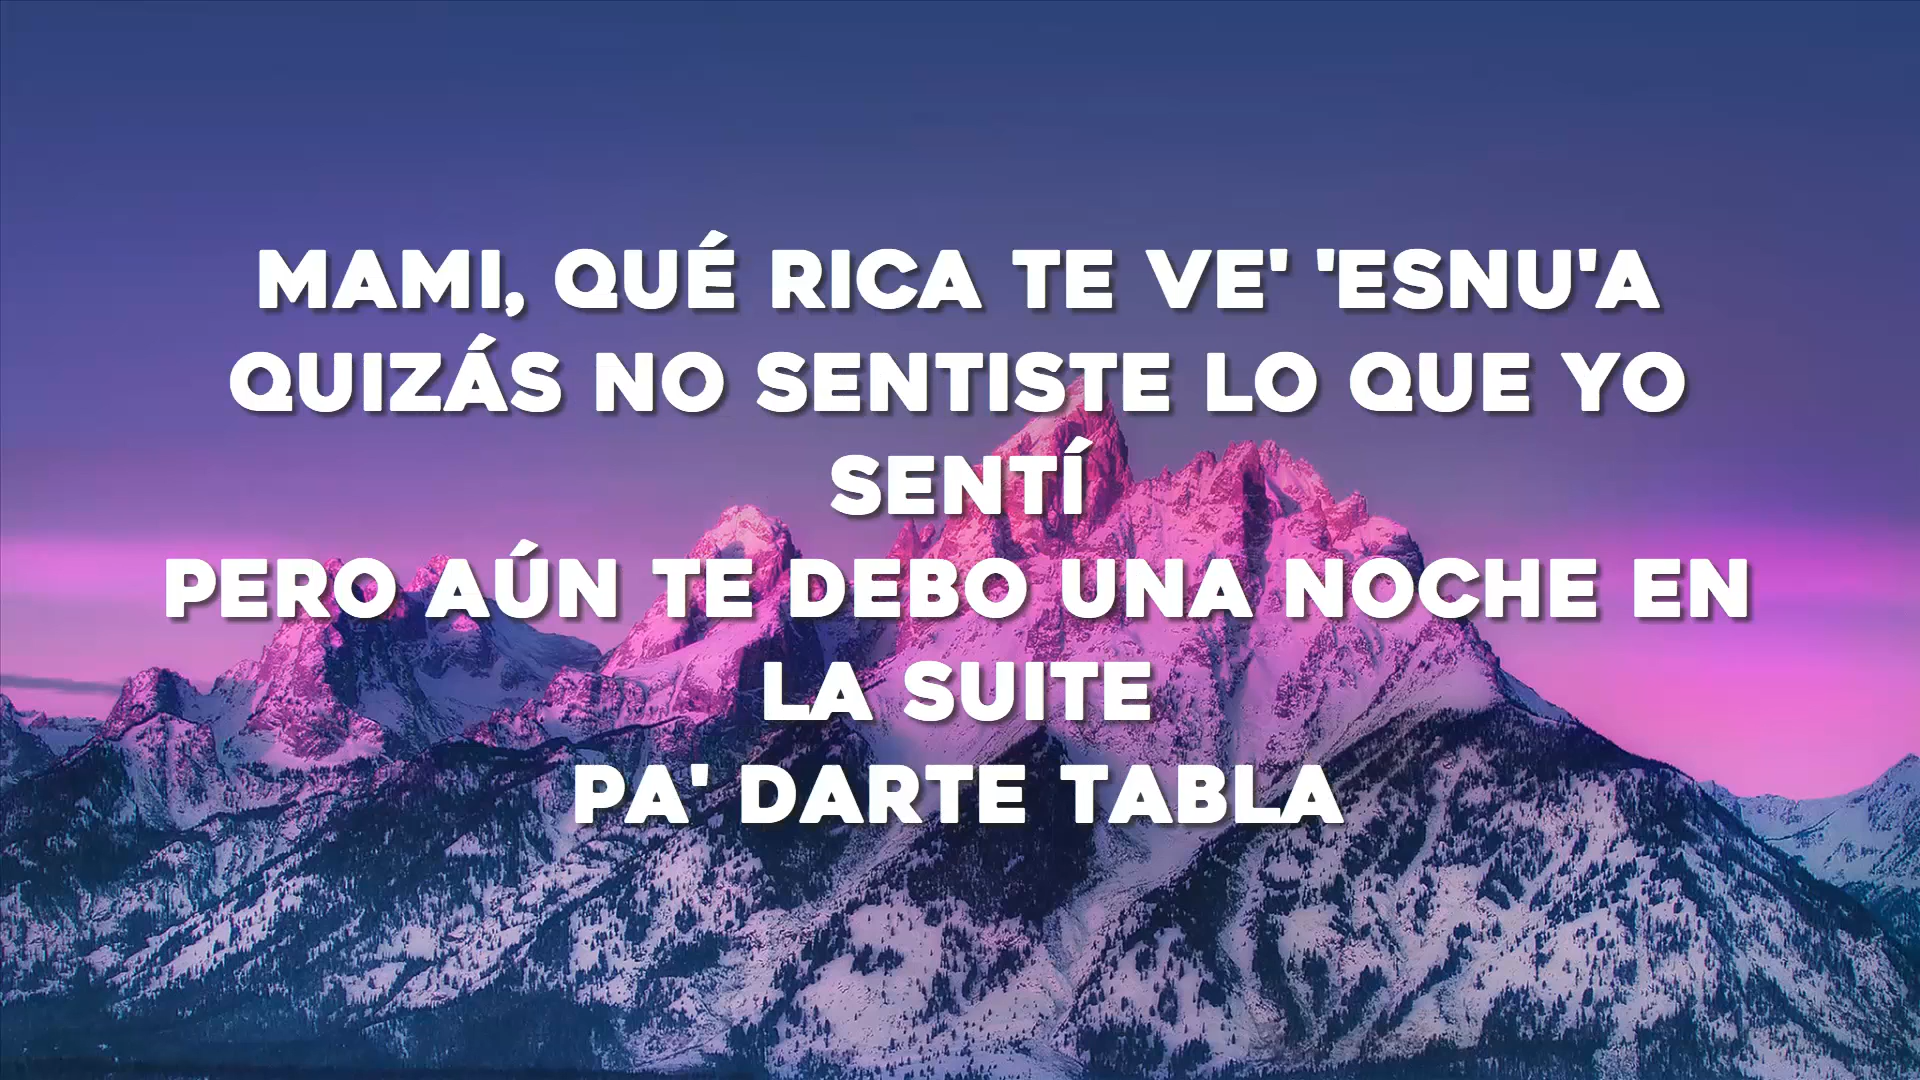 MAMI, QUÉ RICA TE VE' 'ESNU'A
QUIZÁS NO SENTISTE LO QUE YO
SENTÍ
PERO AÚN TE DEBO UNA NOCHE EN
LA SUITE
PA' DARTE TABLA